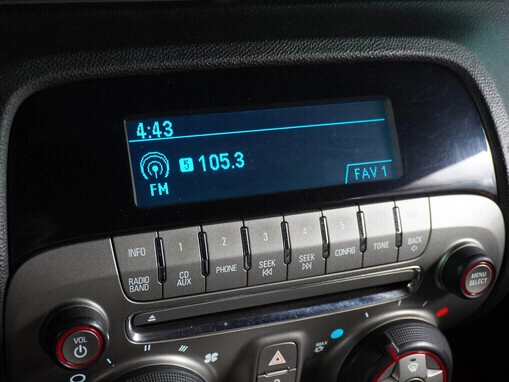 4:43
5 105.3
FM
FAV 1
INFO 1 2 3 4 5 6 BACK
RADIO BAND CD AUX PHONE SEEK SEEK CONFIG TONE
VOL
MENU SELECT
MAX